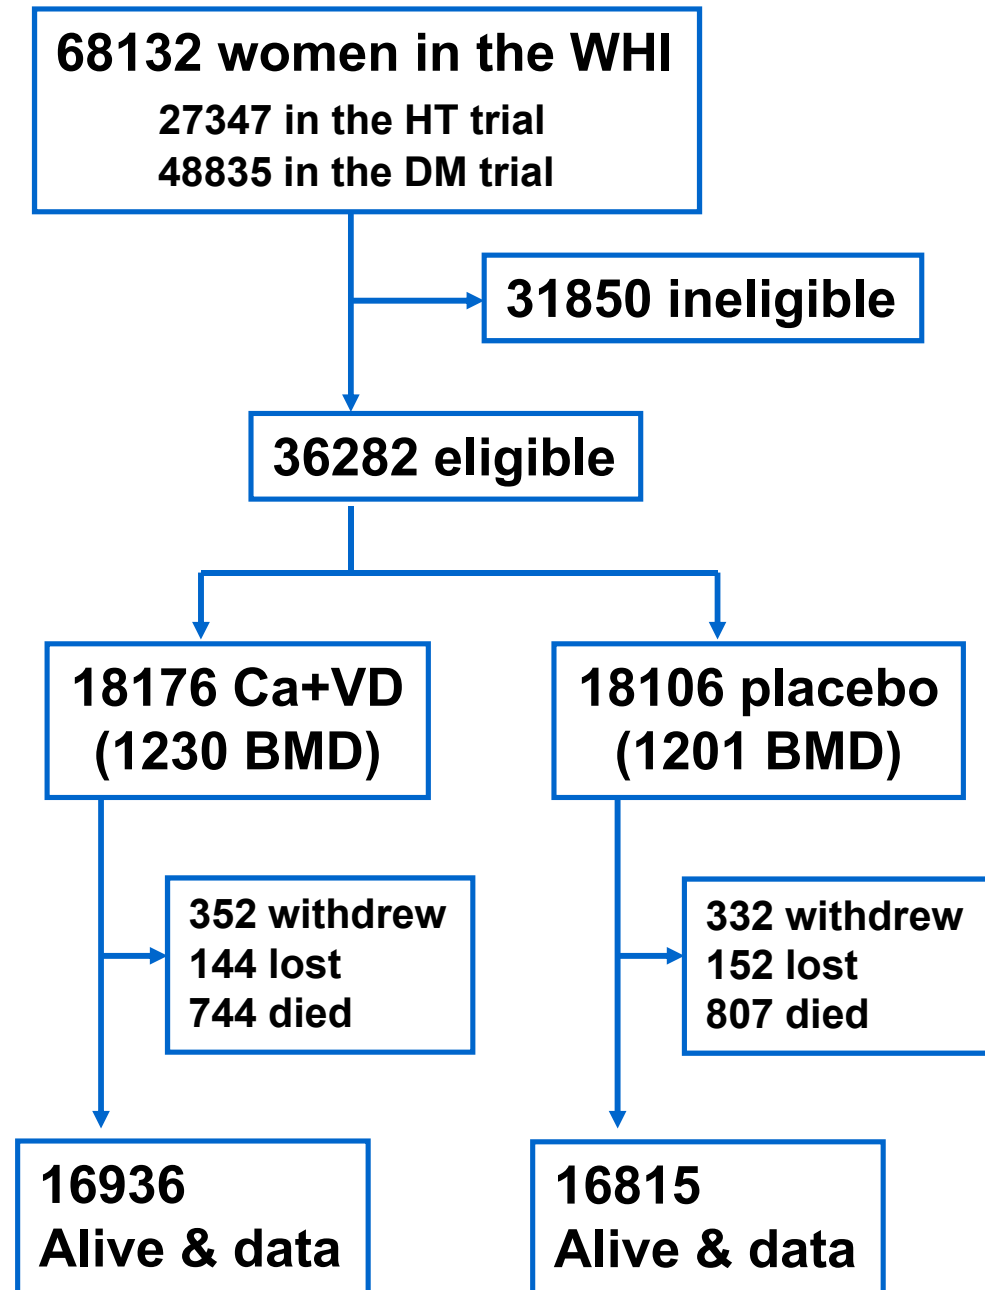 68132 women in the WHI
27347 in the HT trial
48835 in the DM trial
31850 ineligible
36282 eligible
18176 Ca+VD
(1230 BMD)
18106 placebo
(1201 BMD)
352 withdrew
144 lost
744 died
332 withdrew
152 lost
807 died
16936
Alive & data
16815
Alive & data